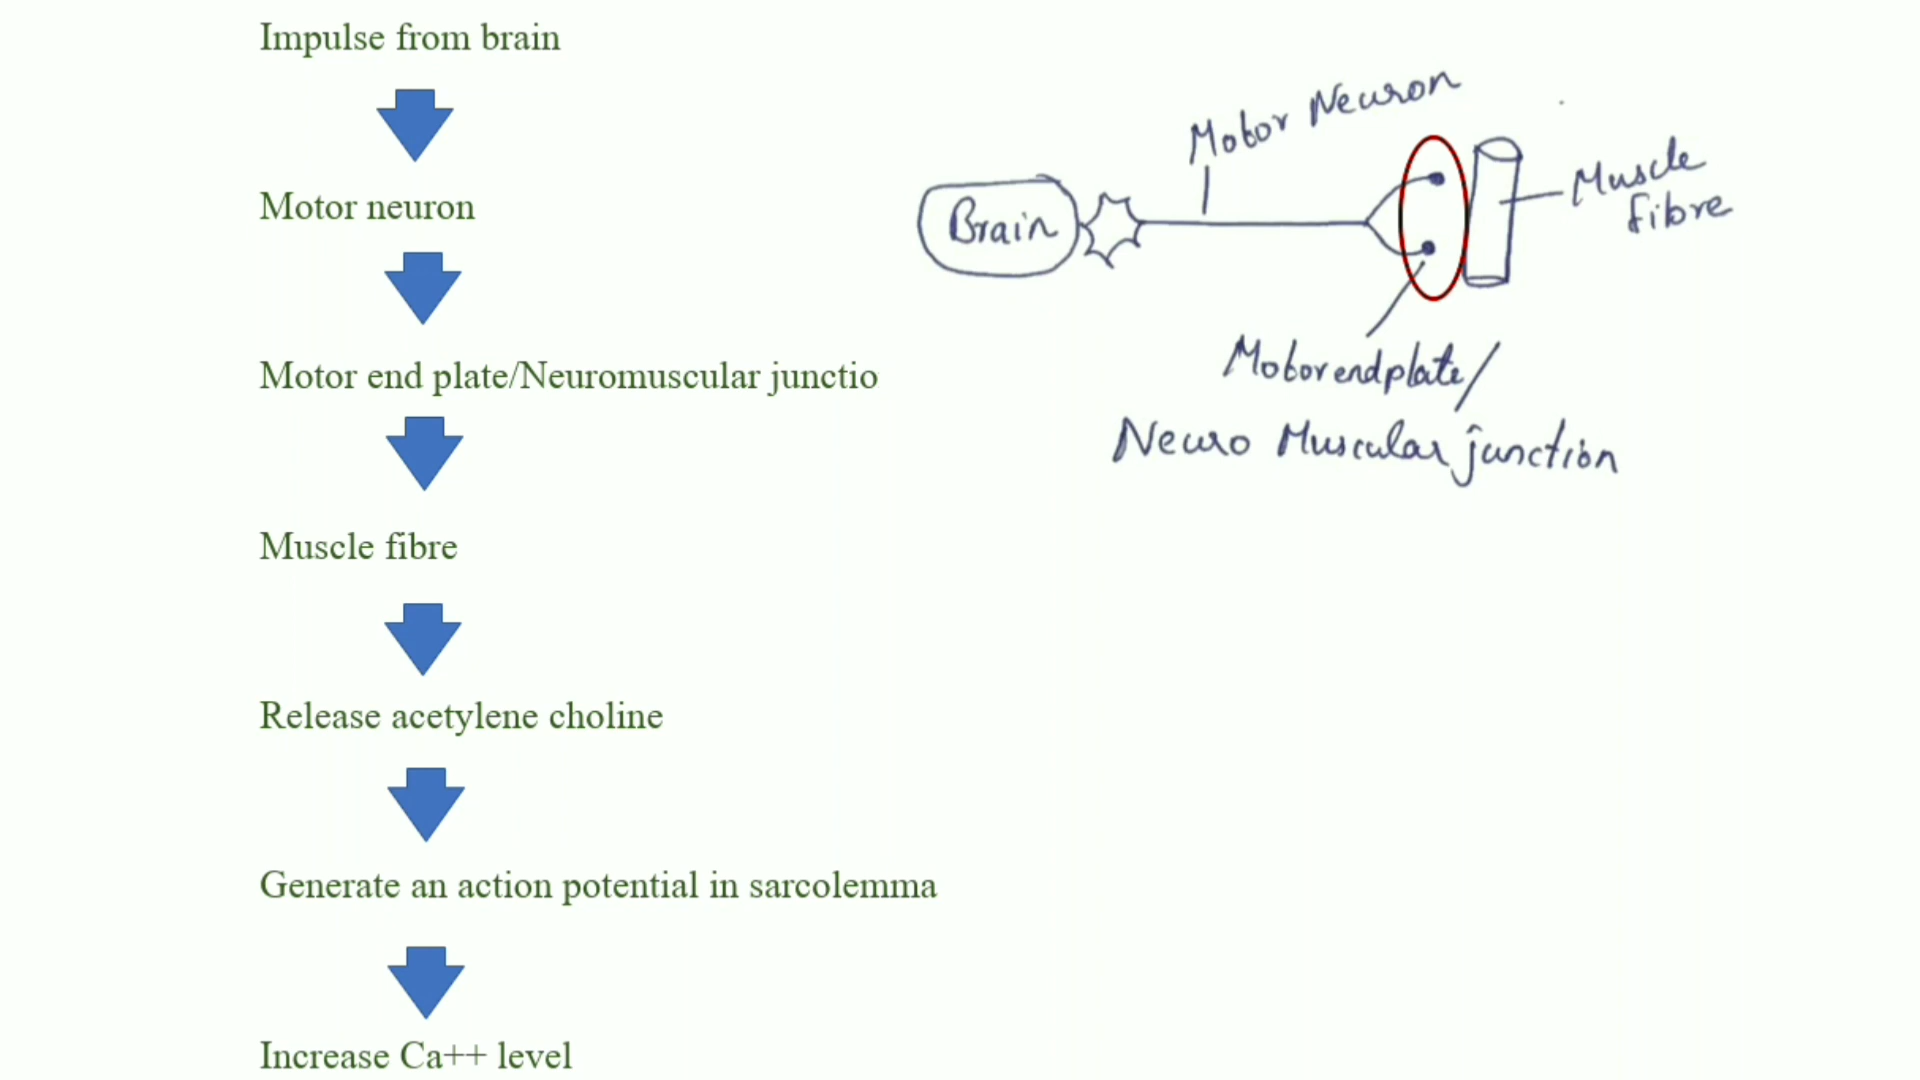 Impulse from brain
Motor neuron
Motor end plate/Neuromuscular junctio
Muscle fibre
Release acetylene choline
Generate an action potential in sarcolemma
Increase Ca++ level
Motor Neuron
Brain
Muscle
fibre
Motorendplate/
Neuro Muscular junction